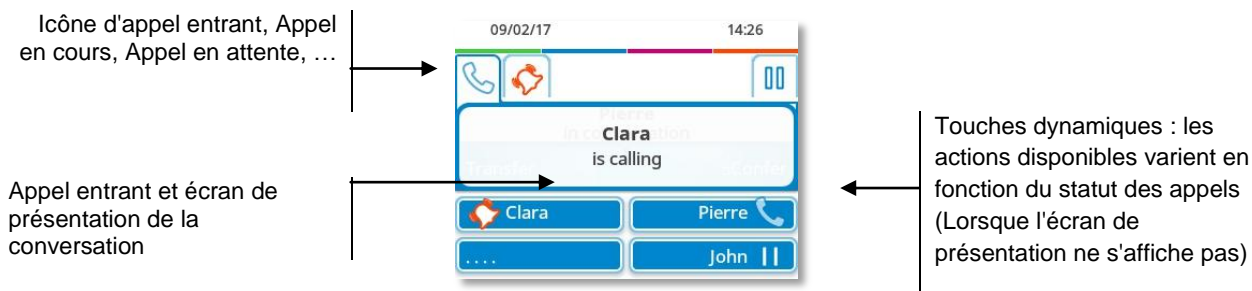 Icône d'appel entrant, Appel
en cours, Appel en attente, …
09/02/17
14:26
Pierre
in conversation
Clara
is calling
Appel entrant et écran de
présentation de la
conversation
Clara
Pierre
....
John
Touches dynamiques : les
actions disponibles varient en
fonction du statut des appels
(Lorsque l'écran de
présentation ne s'affiche pas)